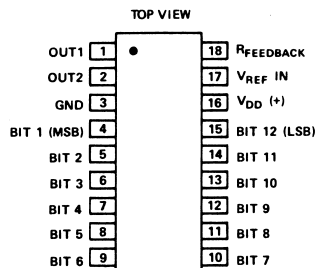 TOP VIEW
OUT1 1 18 RFEEDBACK
OUT2 2 17 VREF IN
GND 3 16 VDD (+)
BIT 1 (MSB) 4 15 BIT 12 (LSB)
BIT 2 5 14 BIT 11
BIT 3 6 13 BIT 10
BIT 4 7 12 BIT 9
BIT 5 8 11 BIT 8
BIT 6 9 10 BIT 7